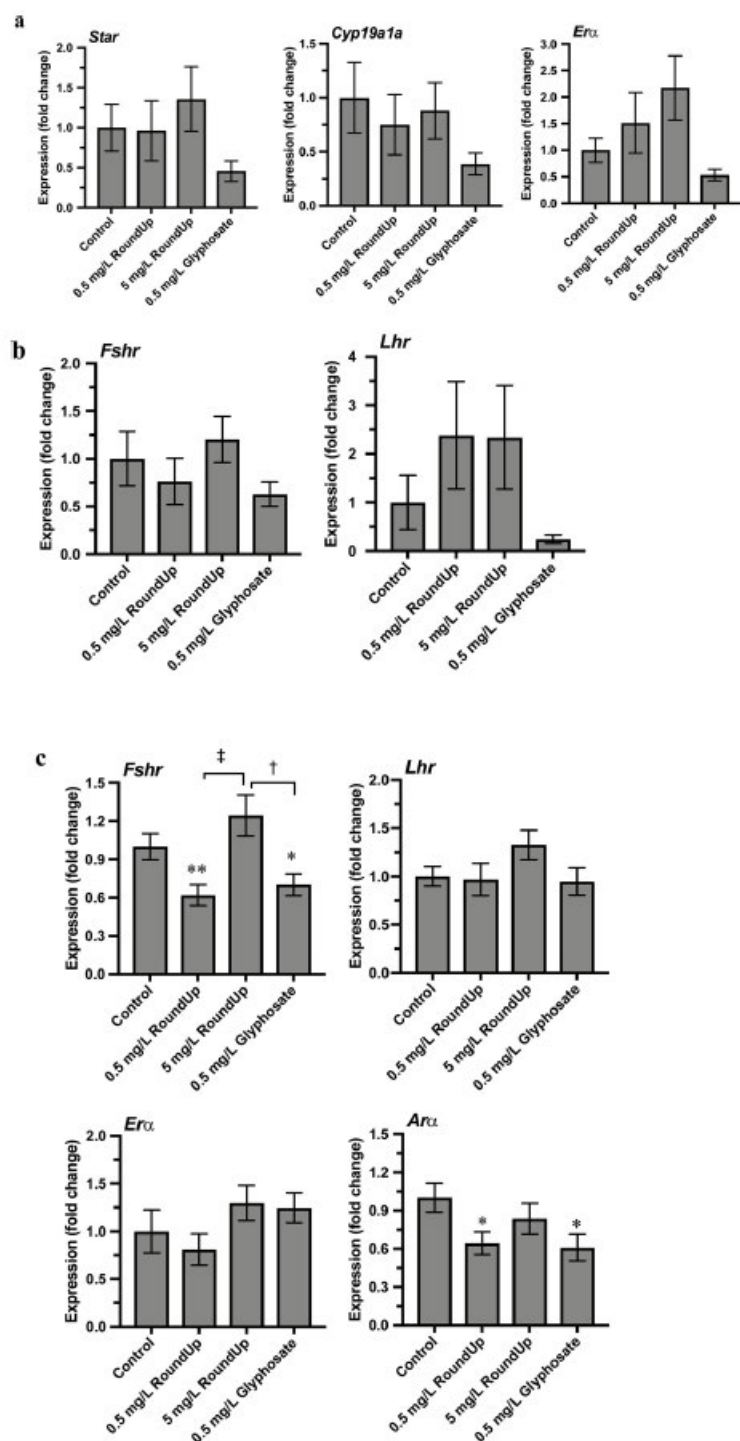 a
Star
Expression (fold change)
2.0
1.5
1.0
0.5
0.0
Control
0.5 mg/L RoundUp
5 mg/L RoundUp
0.5 mg/L Glyphosate
Cyp19a1a
Expression (fold change)
1.5
1.0
0.5
0.0
Control
0.5 mg/L RoundUp
5 mg/L RoundUp
0.5 mg/L Glyphosate
Erα
Expression (fold change)
3.0
2.5
2.0
1.5
1.0
0.5
0.0
Control
0.5 mg/L RoundUp
5 mg/L RoundUp
0.5 mg/L Glyphosate
b
Fshr
Expression (fold change)
2.0
1.5
1.0
0.5
0.0
Control
0.5 mg/L RoundUp
5 mg/L RoundUp
0.5 mg/L Glyphosate
Lhr
Expression (fold change)
4
3
2
1
0
Control
0.5 mg/L RoundUp
5 mg/L RoundUp
0.5 mg/L Glyphosate
c
Fshr
‡
†
Expression (fold change)
1.5
1.2
0.9
0.6
0.3
0.0
**
*
Control
0.5 mg/L RoundUp
5 mg/L RoundUp
0.5 mg/L Glyphosate
Lhr
Expression (fold change)
2.0
1.5
1.0
0.5
0.0
Control
0.5 mg/L RoundUp
5 mg/L RoundUp
0.5 mg/L Glyphosate
Erα
Expression (fold change)
2.0
1.5
1.0
0.5
0.0
Control
0.5 mg/L RoundUp
5 mg/L RoundUp
0.5 mg/L Glyphosate
Arα
Expression (fold change)
1.5
1.2
0.9
0.6
0.3
0.0
*
*
Control
0.5 mg/L RoundUp
5 mg/L RoundUp
0.5 mg/L Glyphosate